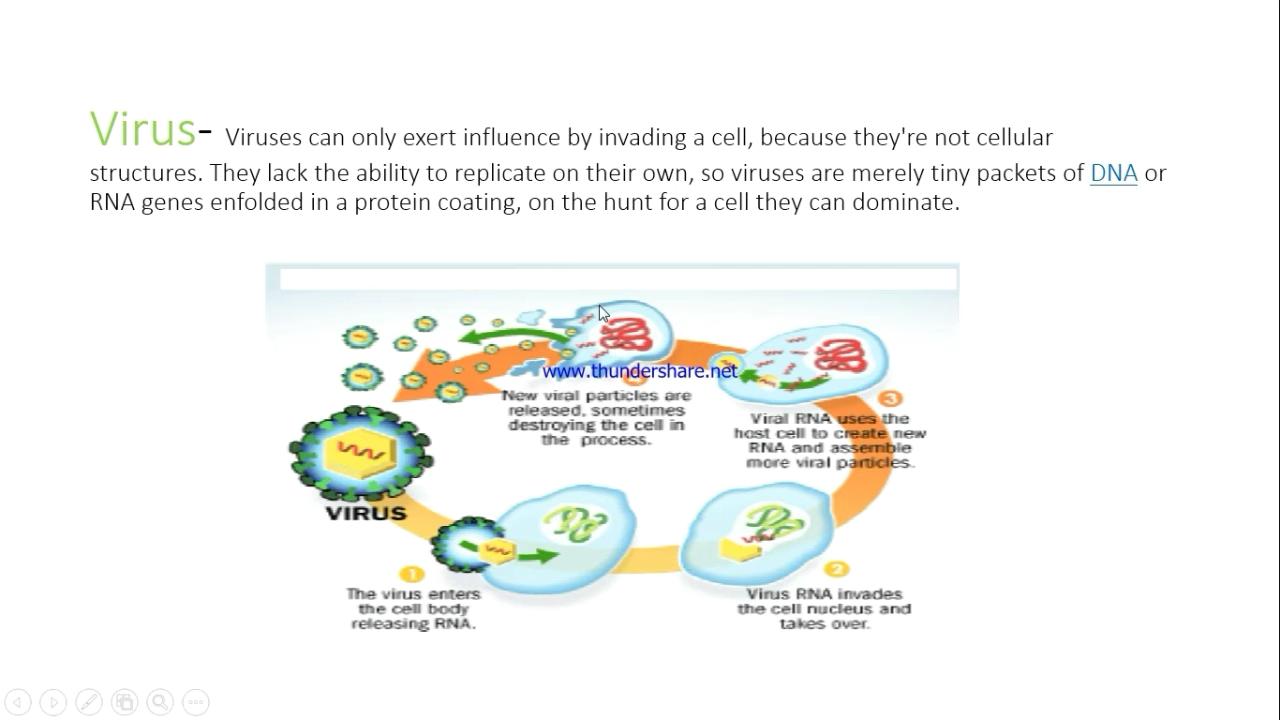 Virus- Viruses can only exert influence by invading a cell, because they're not cellular
structures. They lack the ability to replicate on their own, so viruses are merely tiny packets of DNA or
RNA genes enfolded in a protein coating, on the hunt for a cell they can dominate.
www.thundershare.net
New viral particles are
released, sometimes
destroying the cell in
the process.
3
Viral RNA uses the
host cell to create new
RNA and assemble
more viral particles.
VIRUS
1
The virus enters
the cell body
releasing RNA.
2
Virus RNA invades
the cell nucleus and
takes over.